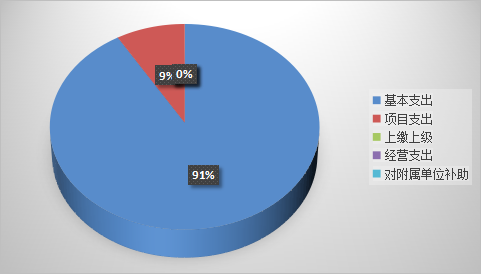 9%
0%
91%
基本支出
项目支出
上缴上级
经营支出
对附属单位补助